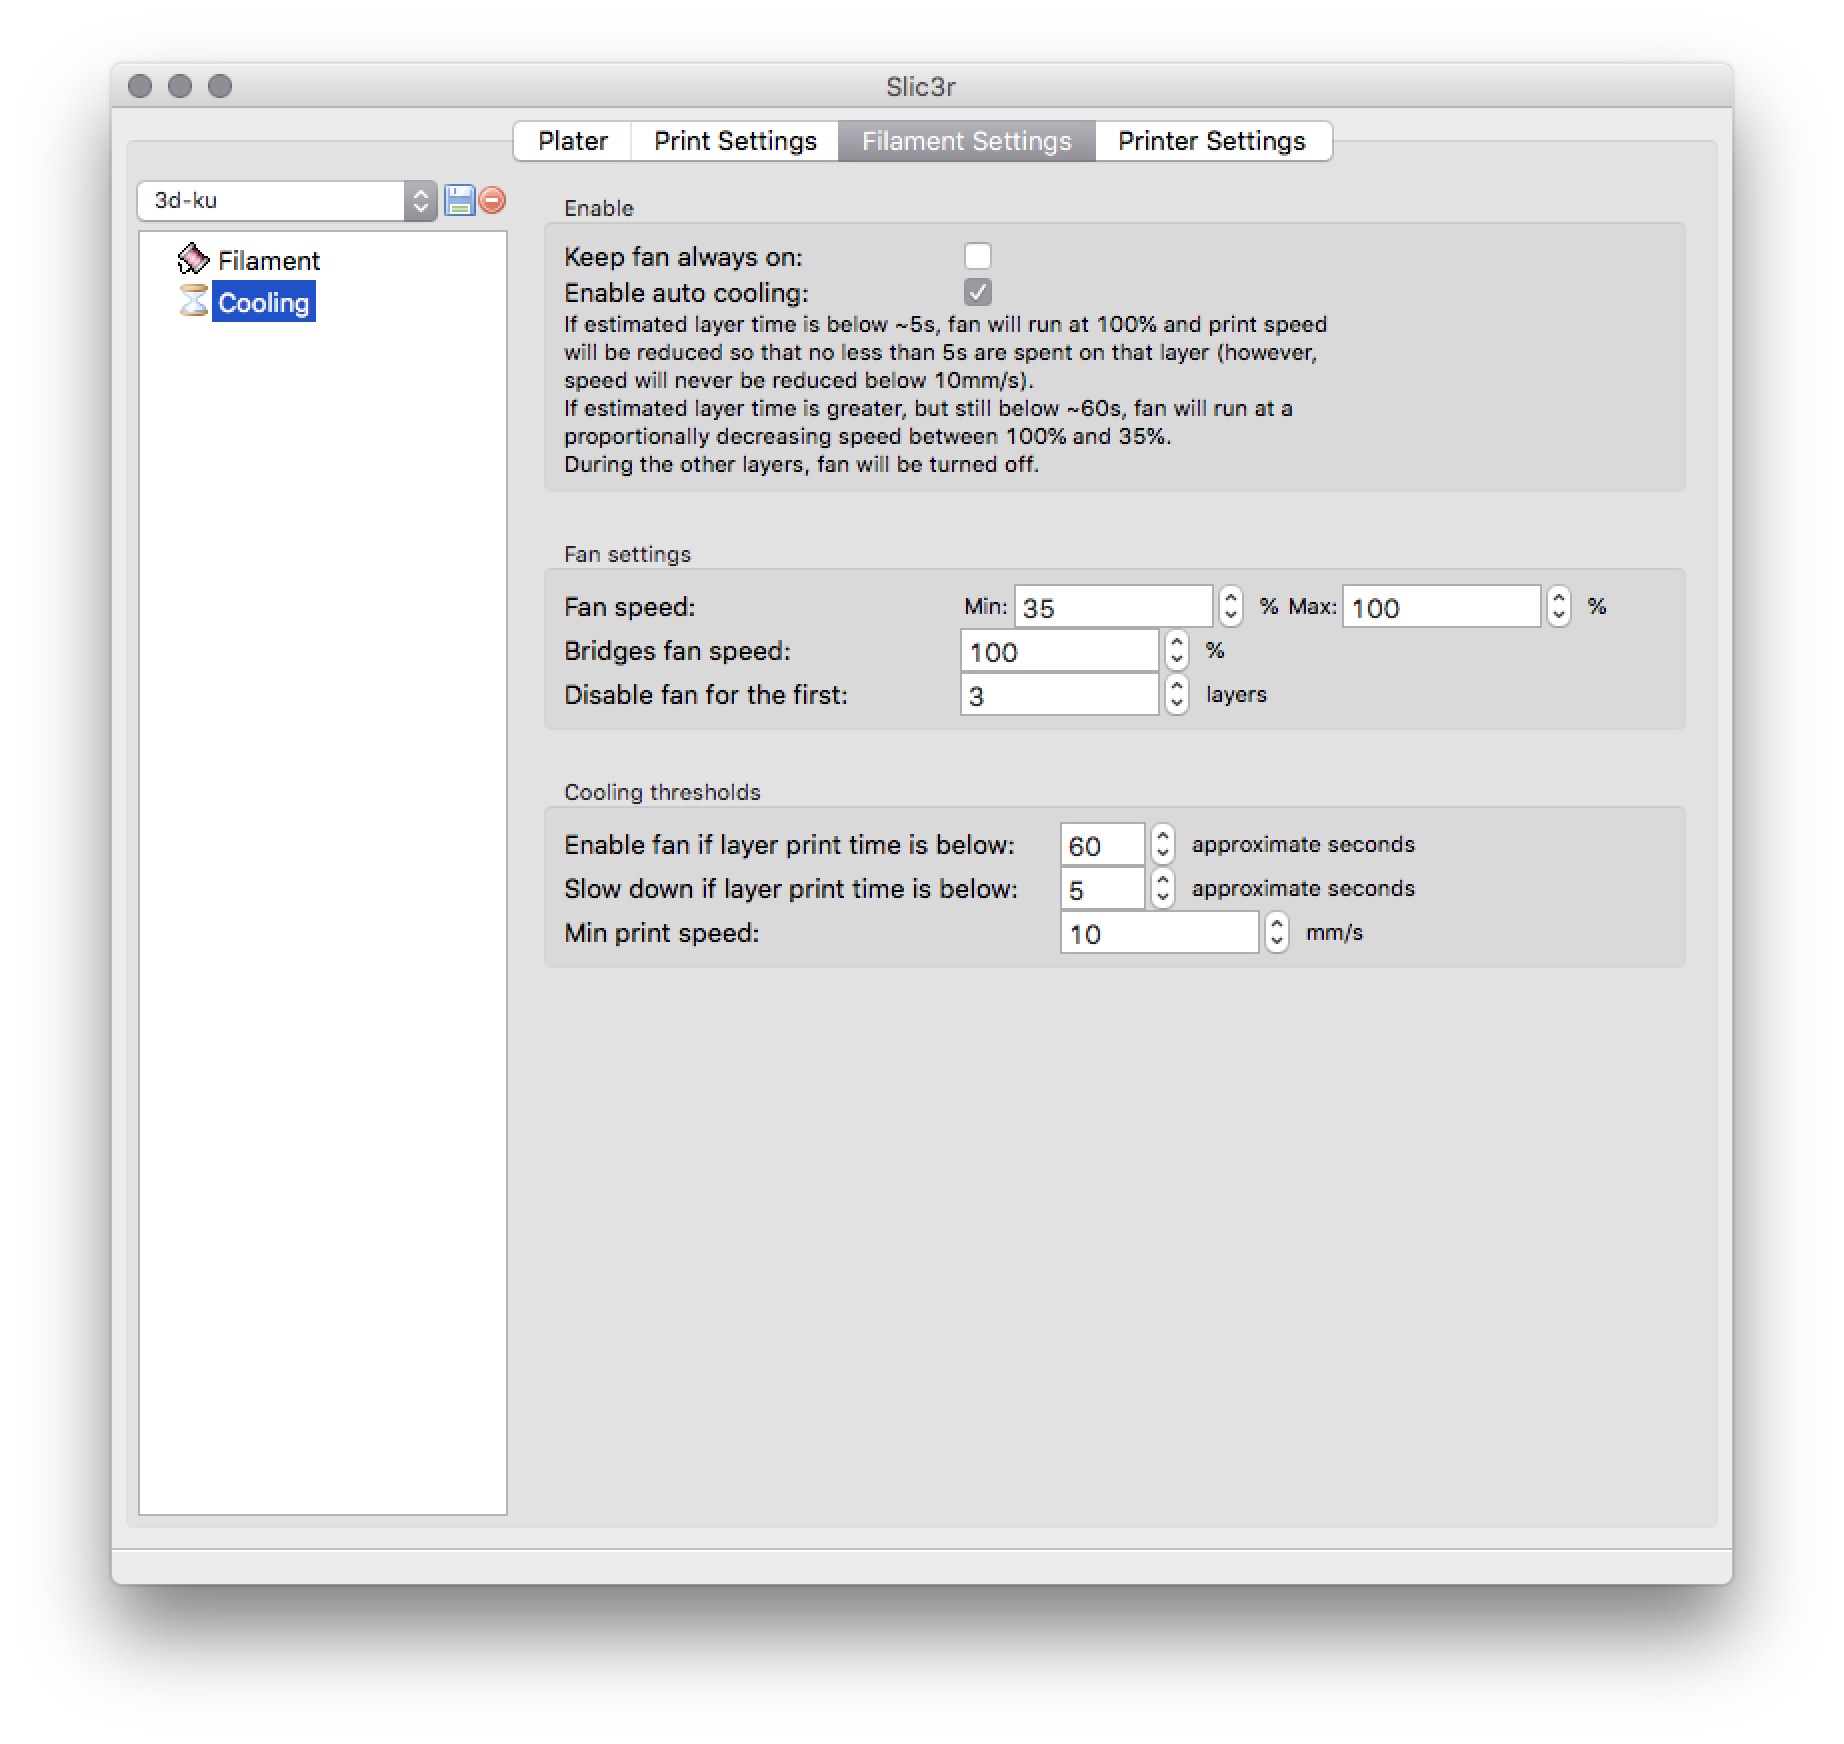 Slic3r
Plater Print Settings Filament Settings Printer Settings
3d-ku
Filament
Cooling
Enable
Keep fan always on:
Enable auto cooling:
If estimated layer time is below ~5s, fan will run at 100% and print speed
will be reduced so that no less than 5s are spent on that layer (however,
speed will never be reduced below 10mm/s).
If estimated layer time is greater, but still below ~60s, fan will run at a
proportionally decreasing speed between 100% and 35%.
During the other layers, fan will be turned off.
Fan settings
Fan speed: Min: 35 % Max: 100 %
Bridges fan speed: 100 %
Disable fan for the first: 3 layers
Cooling thresholds
Enable fan if layer print time is below: 60 approximate seconds
Slow down if layer print time is below: 5 approximate seconds
Min print speed: 10 mm/s